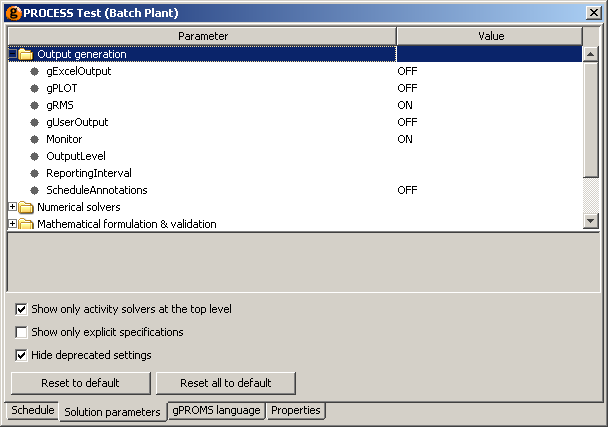 PROCESS Test (Batch Plant)
Parameter Value
Output generation
gExcelOutput OFF
gPLOT OFF
gRMS ON
gUserOutput OFF
Monitor ON
OutputLevel
ReportingInterval
ScheduleAnnotations OFF
Numerical solvers
Mathematical formulation & validation
Show only activity solvers at the top level
Show only explicit specifications
Hide deprecated settings
Reset to default Reset all to default
Schedule Solution parameters gPROMS language Properties